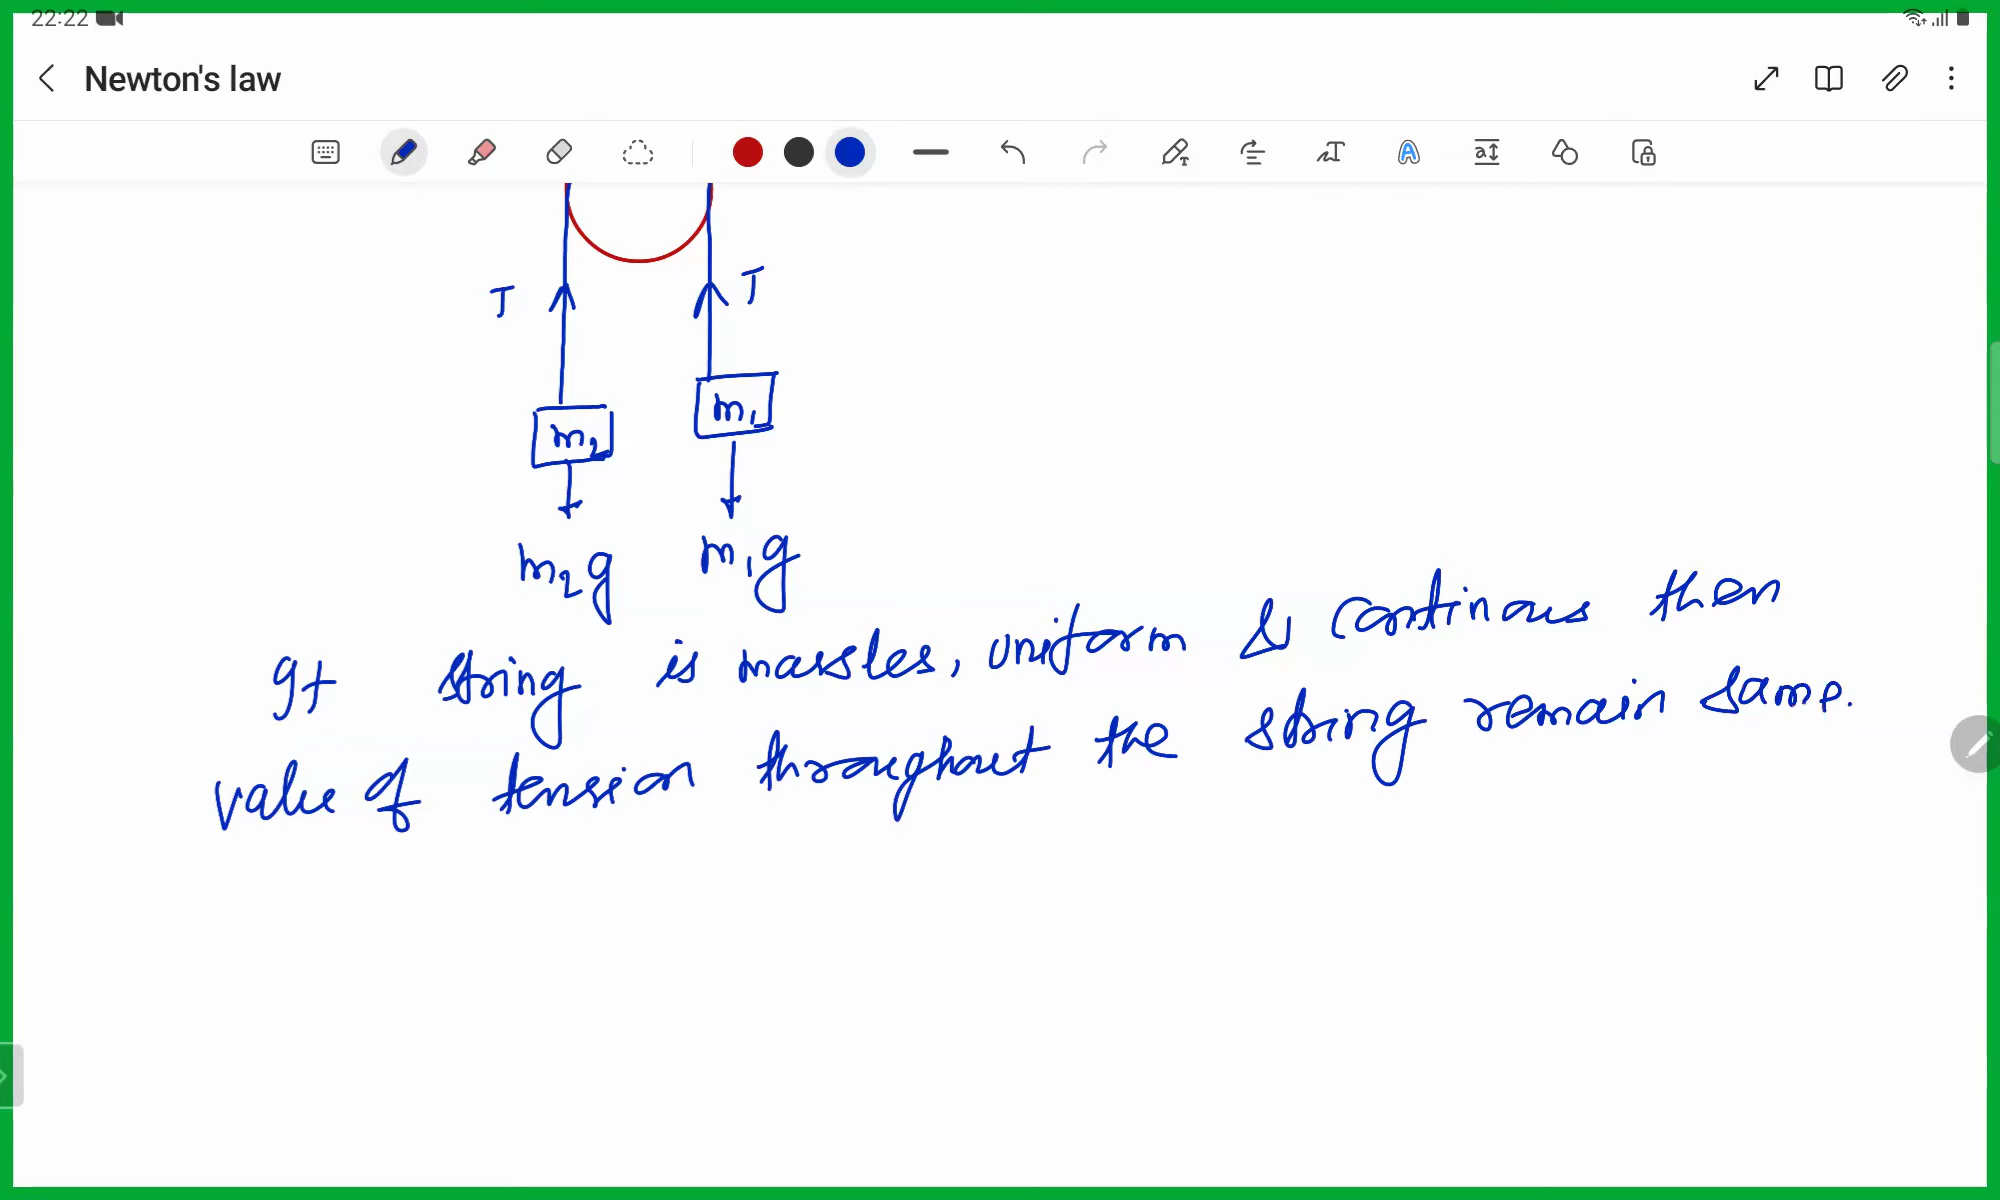 22:22
Newton's law
T T
m₂ m₁
m₂g m₁g
If string is massles, uniform & continous then
value of tension throughout the string remain same.